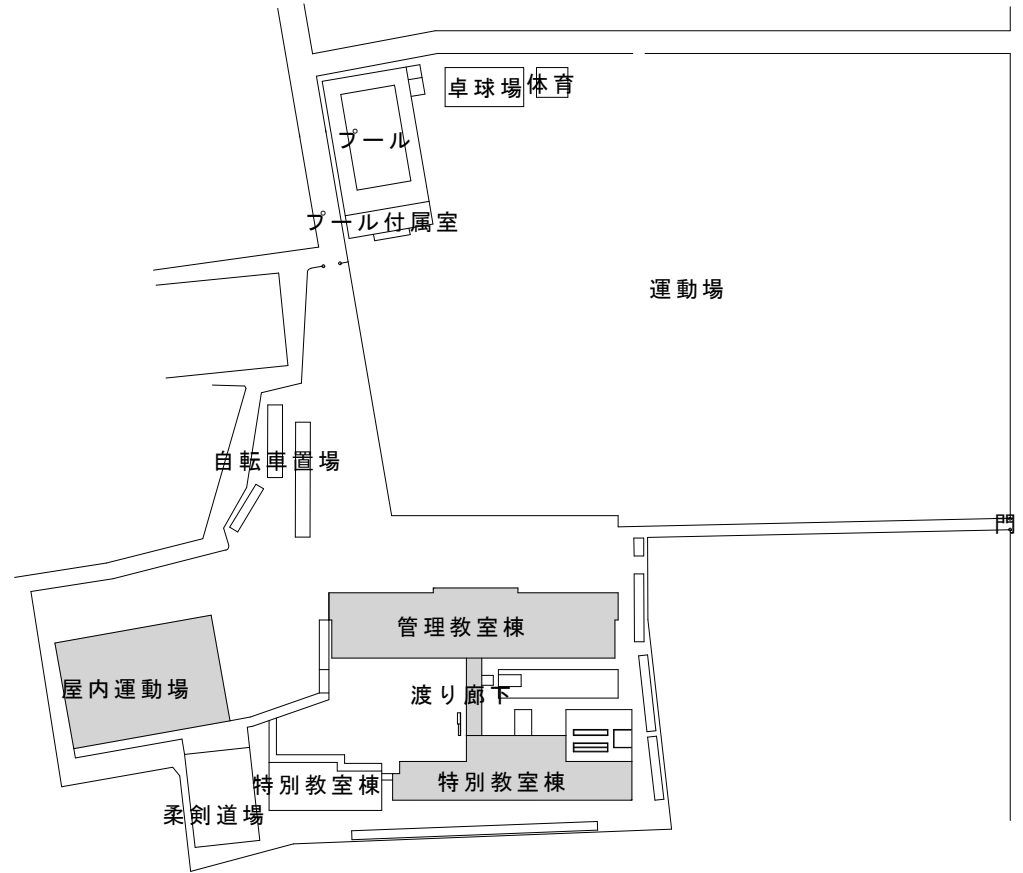 卓球場
体育
プール
プール付属室
運動場
自転車置場
門
管理教室棟
屋内運動場
渡り廊下
特別教室棟
特別教室棟
柔剣道場